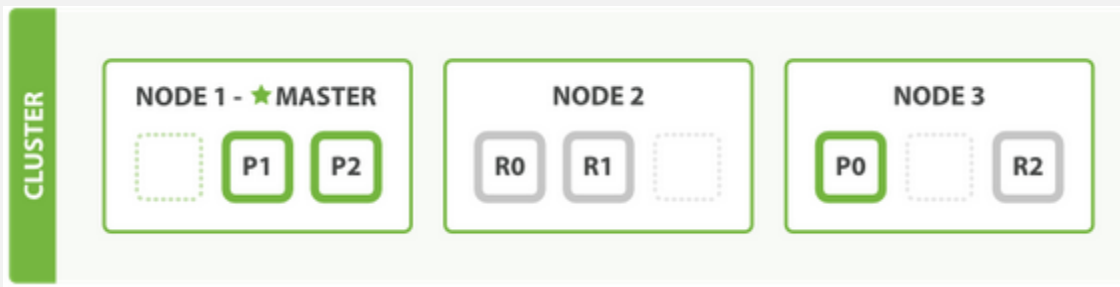 CLUSTER
NODE 1 - ★ MASTER
P1 P2
NODE 2
R0 R1
NODE 3
P0 R2